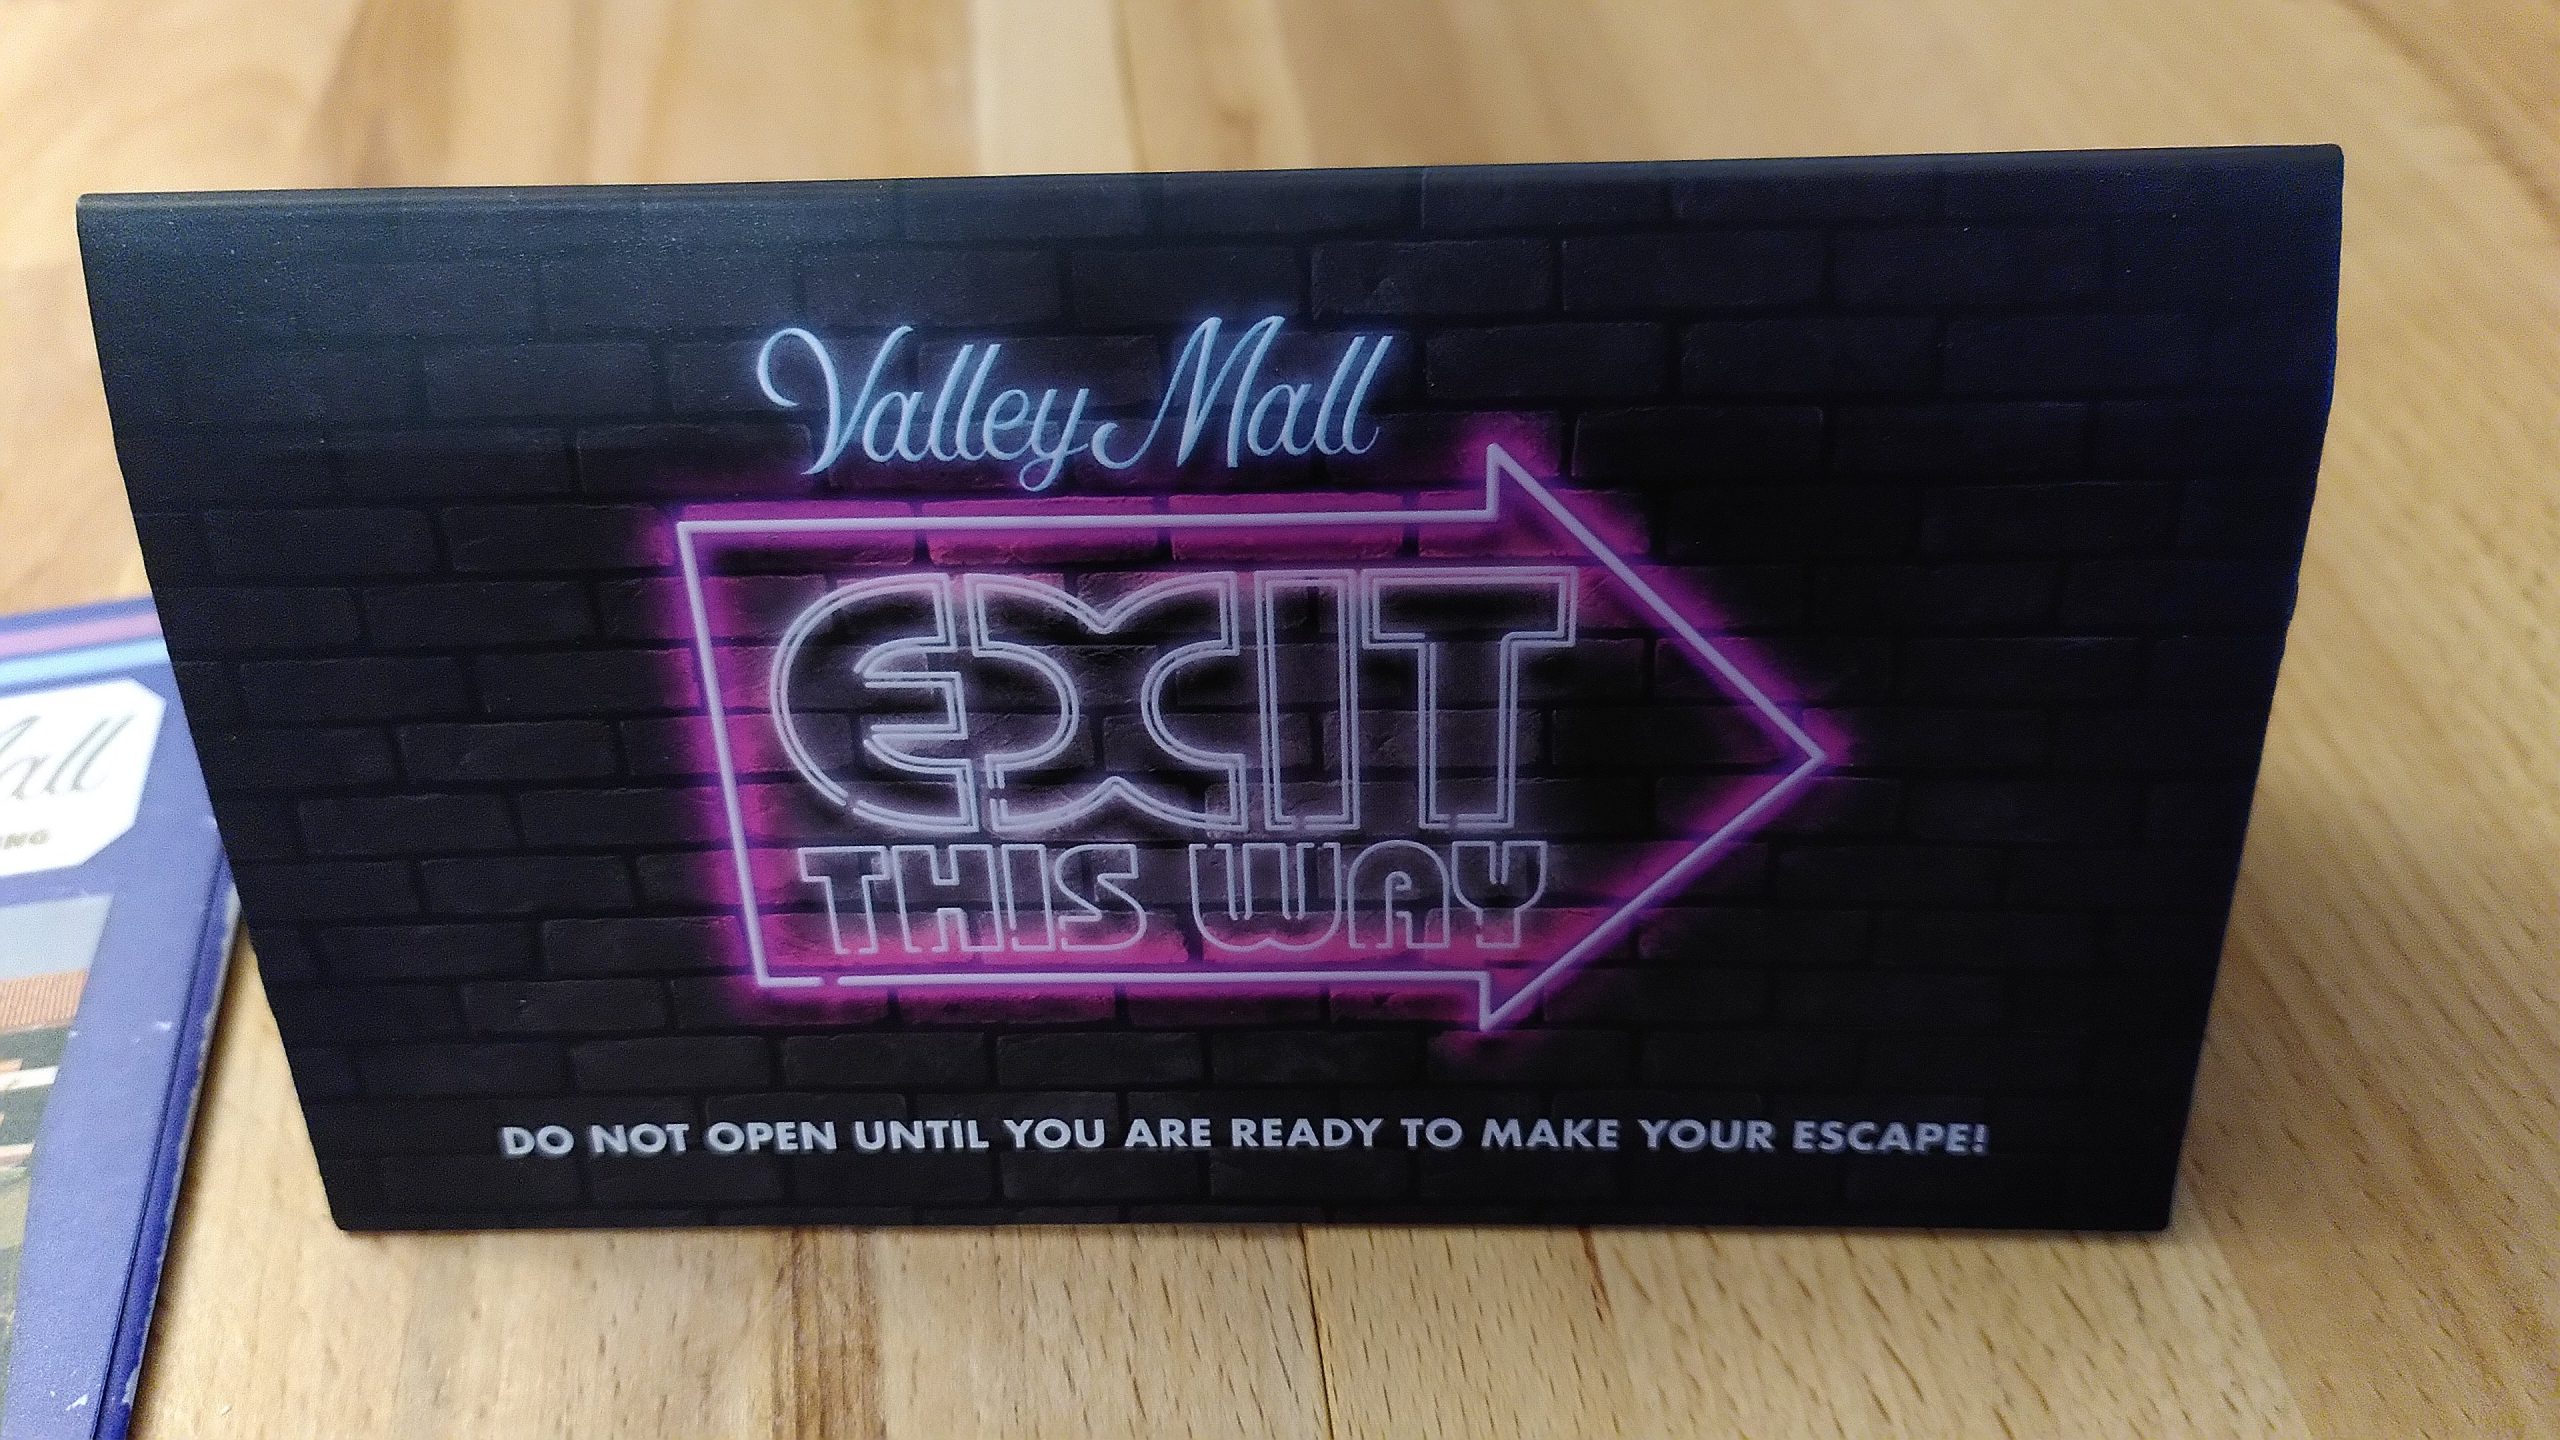 Valley Mall
EXIT
THIS WAY
DO NOT OPEN UNTIL YOU ARE READY TO MAKE YOUR ESCAPE!